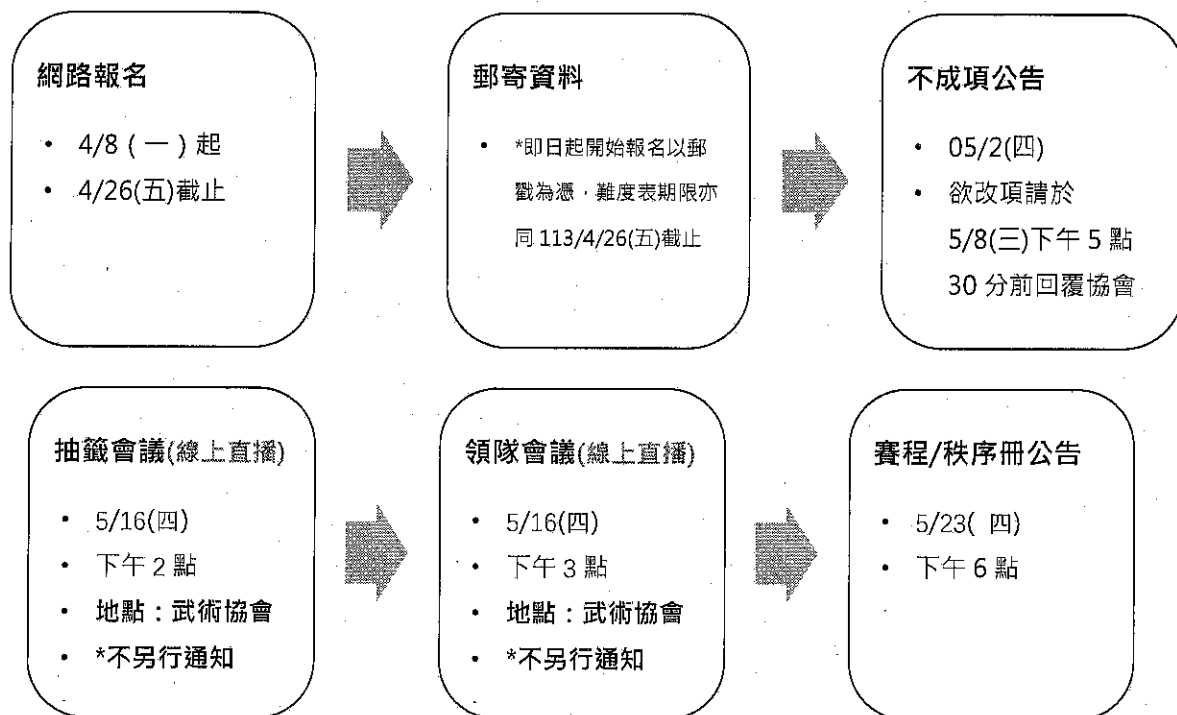 網路報名
• 4/8 ( 一 ) 起
• 4/26(五)截止
郵寄資料
• *即日起開始報名以郵
戳為憑，難度表期限亦
同 113/4/26(五)截止
不成項公告
• 05/2(四)
• 欲改項請於
5/8(三)下午 5 點
30 分前回覆協會
抽籤會議(線上直播)
• 5/16(四)
• 下午 2 點
• 地點：武術協會
• *不另行通知
領隊會議(線上直播)
• 5/16(四)
• 下午 3 點
• 地點：武術協會
• *不另行通知
賽程/秩序冊公告
• 5/23( 四)
• 下午 6 點